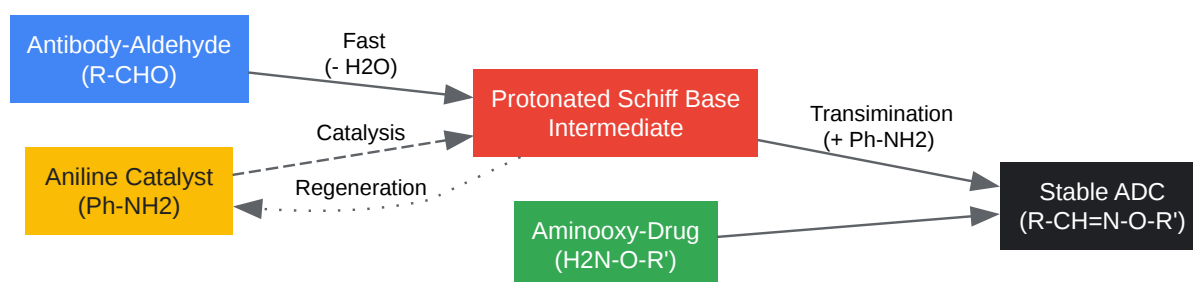 Antibody-Aldehyde
(R-CHO)
Fast
(- H2O)
Protonated Schiff Base
Intermediate
Transimination
(+ Ph-NH2)
Catalysis
Aniline Catalyst
(Ph-NH2)
Regeneration
Stable ADC
(R-CH=N-O-R')
Aminooxy-Drug
(H2N-O-R')